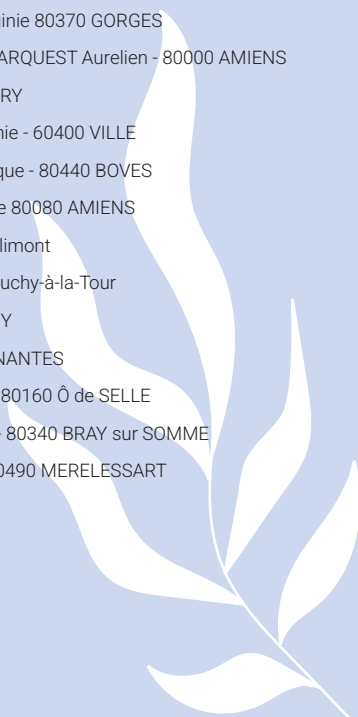 ginie 80370 GORGES
ARQUEST Aurelien - 80000 AMIENS
RY
nie - 60400 VILLE
que - 80440 BOVES
e 80080 AMIENS
limont
uchy-à-la-Tour
Y
NANTES
80160 Ô de SELLE
- 80340 BRAY sur SOMME
0490 MERELESSART